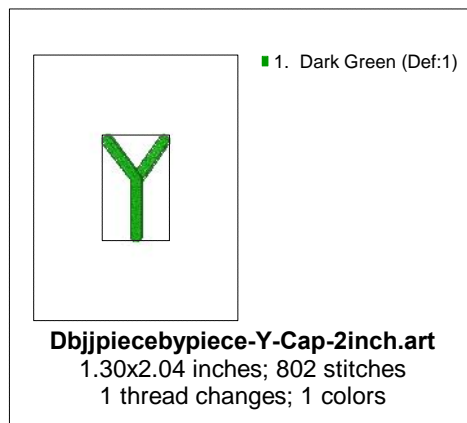 1. Dark Green (Def:1)
Y
Dbjjpiecebypiece-Y-Cap-2inch.art
1.30x2.04 inches; 802 stitches
1 thread changes; 1 colors